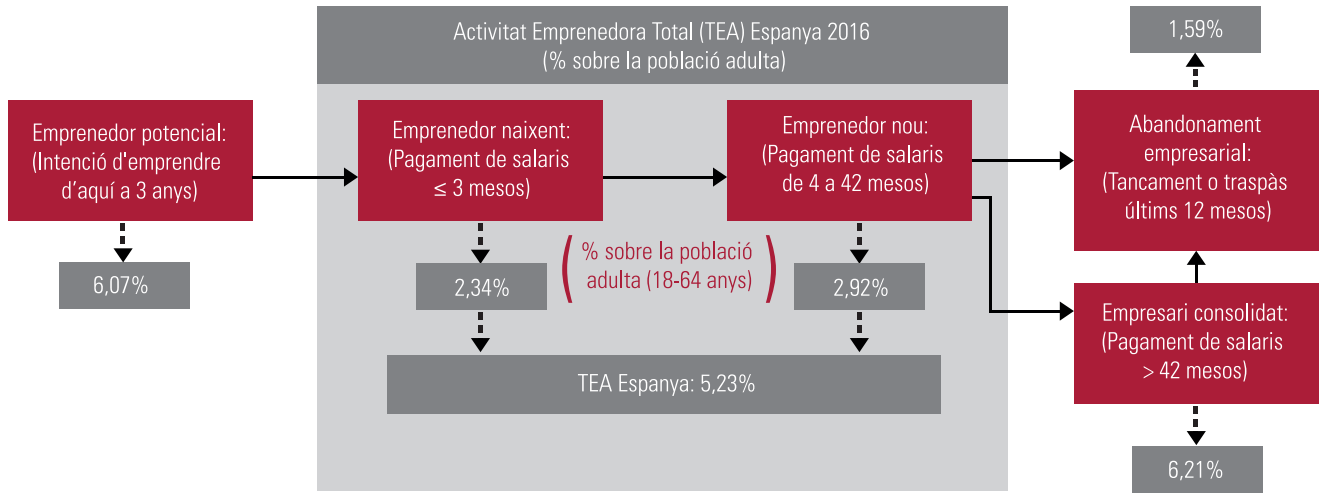 Activitat Emprenedora Total (TEA) Espanya 2016
(% sobre la població adulta)
1,59%
Emprenedor potencial:
(Intenció d'emprendre
d’aquí a 3 anys)
6,07%
Emprenedor naixent:
(Pagament de salaris
≤ 3 mesos)
2,34%
(% sobre la població
adulta (18-64 anys))
Emprenedor nou:
(Pagament de salaris
de 4 a 42 mesos)
2,92%
TEA Espanya: 5,23%
Abandonament
empresarial:
(Tancament o traspàs
últims 12 mesos)
Empresari consolidat:
(Pagament de salaris
> 42 mesos)
6,21%